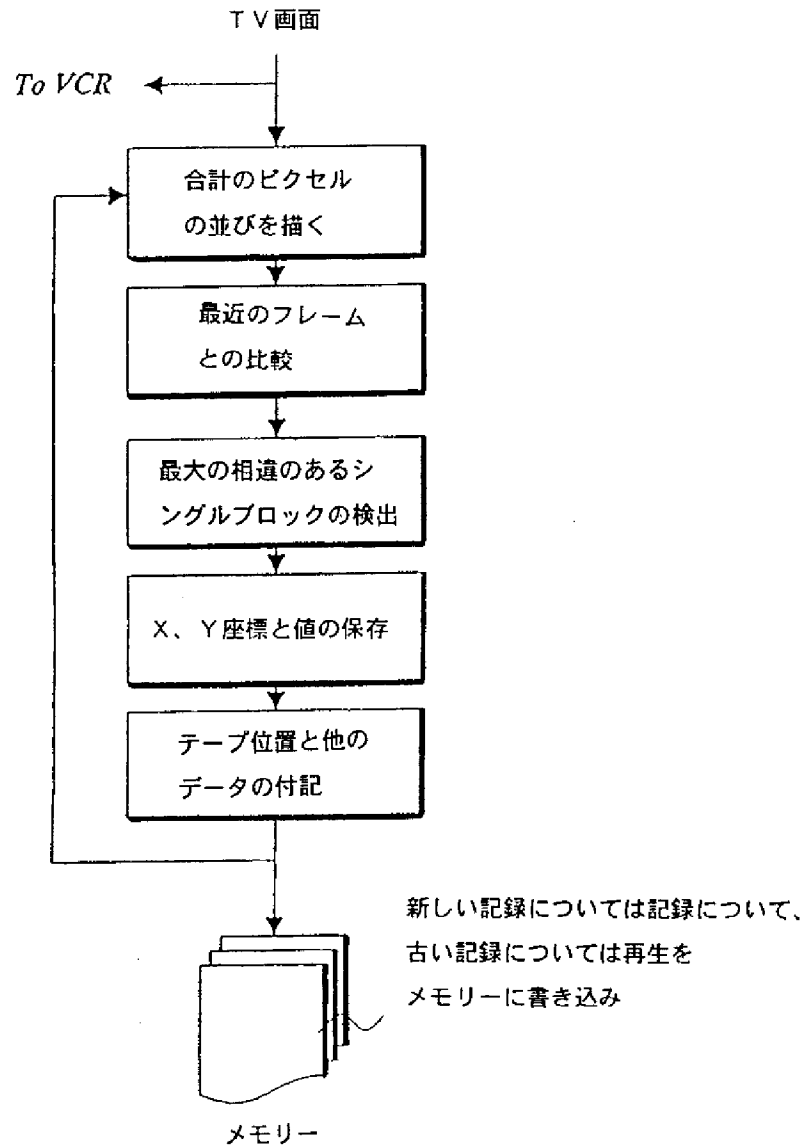 ＴＶ画面
To VCR
合計のピクセル
の並びを描く
最近のフレーム
との比較
最大の相違のあるシ
ングルブロックの検出
Ｘ、Ｙ座標と値の保存
テープ位置と他の
データの付記
新しい記録については記録について、
古い記録については再生を
メモリーに書き込み
メモリー